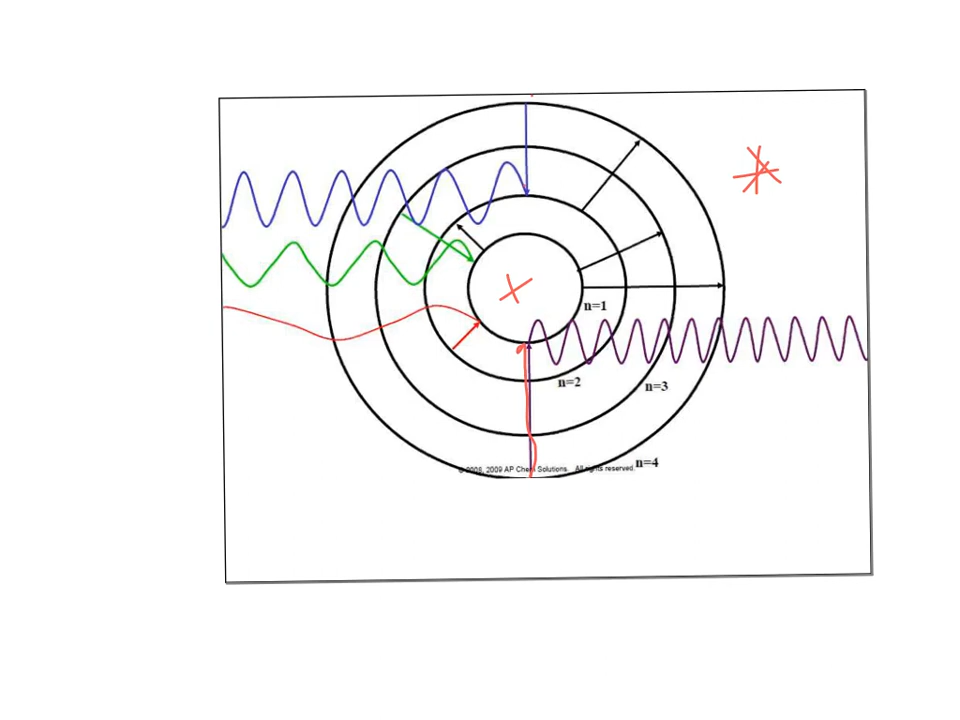 n=1
n=2
n=3
n=4
© 2008, 2009 AP Chem Solutions. All rights reserved.